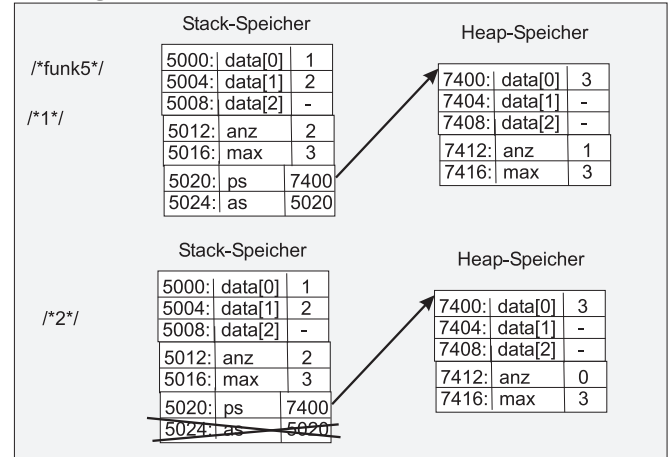 Stack-Speicher
Heap-Speicher
/*funk5*/
/*1*/
5000: data[0] 1
5004: data[1] 2
5008: data[2] -
5012: anz 2
5016: max 3
5020: ps 7400
5024: as 5020
7400: data[0] 3
7404: data[1] -
7408: data[2] -
7412: anz 1
7416: max 3
Stack-Speicher
Heap-Speicher
/*2*/
5000: data[0] 1
5004: data[1] 2
5008: data[2] -
5012: anz 2
5016: max 3
5020: ps 7400
5024: as 5020
7400: data[0] 3
7404: data[1] -
7408: data[2] -
7412: anz 0
7416: max 3